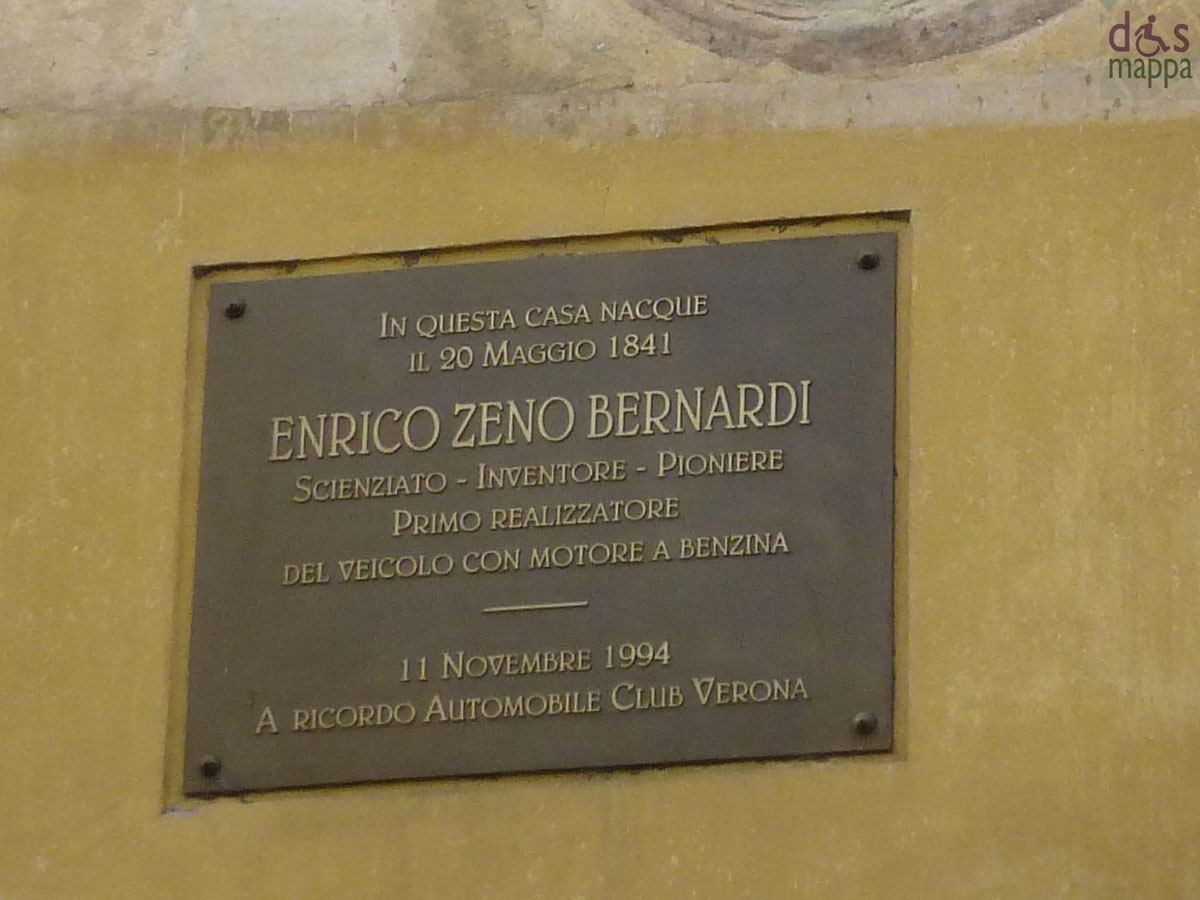 dis
mappa
In questa casa nacque
il 20 Maggio 1841
Enrico Zeno Bernardi
Scienziato - Inventore - Pioniere
Primo realizzatore
del veicolo con motore a benzina
11 Novembre 1994
A ricordo Automobile Club Verona